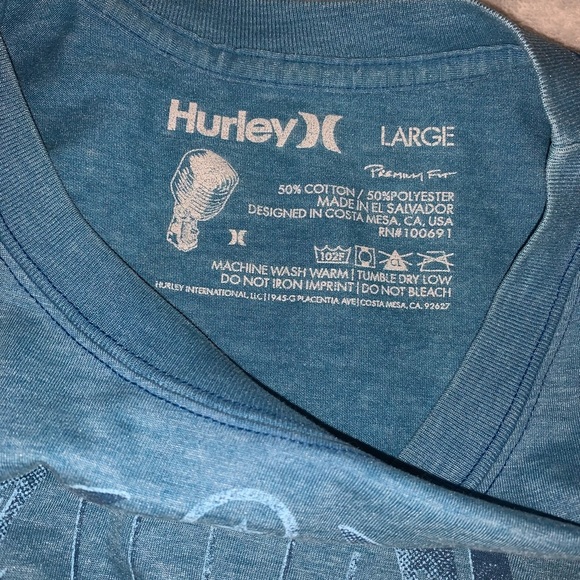 Hurley LARGE
Premium Fit
50% COTTON / 50%POLYESTER
MADE IN EL SALVADOR
DESIGNED IN COSTA MESA, CA, USA
RN#100691
102F CL
MACHINE WASH WARM | TUMBLE DRY LOW
DO NOT IRON IMPRINT | DO NOT BLEACH
HURLEY INTERNATIONAL, LLC | 1945-G PLACENTIA AVE | COSTA MESA, CA. 92627